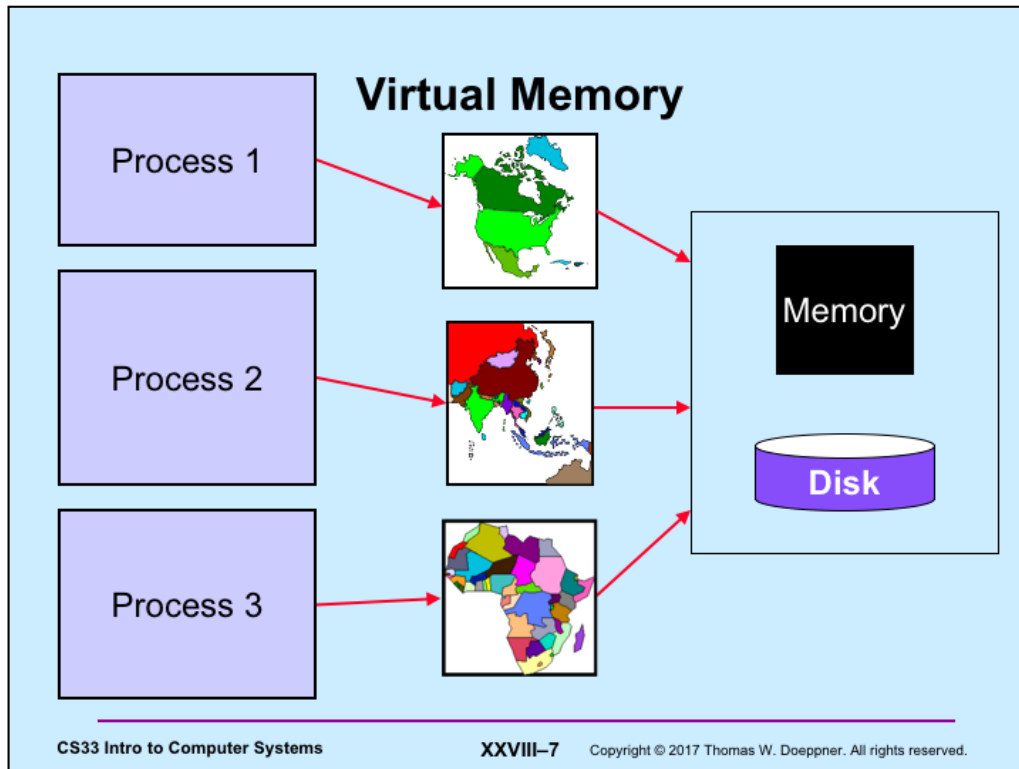 Virtual Memory
Process 1
Process 2
Process 3
Memory
Disk
CS33 Intro to Computer Systems
XXVIII–7
Copyright © 2017 Thomas W. Doeppner. All rights reserved.